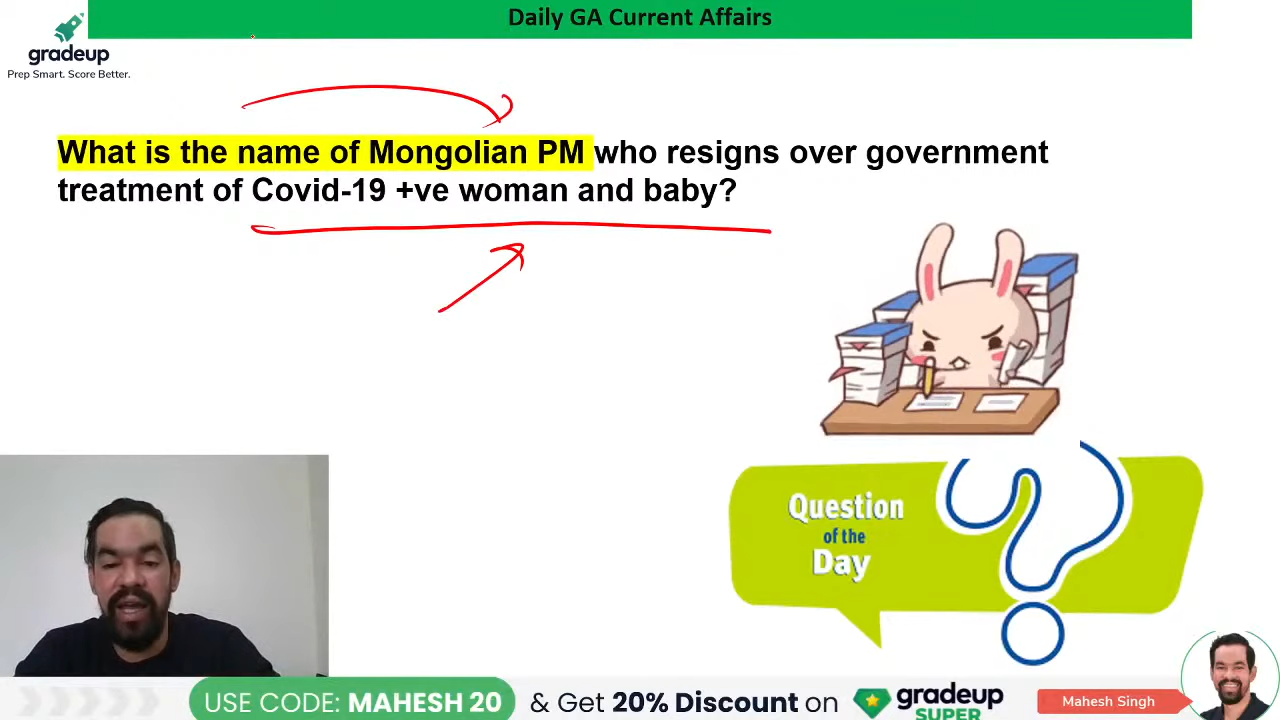 Daily GA Current Affairs
gradeup
Prep Smart. Score Better.
What is the name of Mongolian PM who resigns over government
treatment of Covid-19 +ve woman and baby?
Question
of the
Day
USE CODE: MAHESH 20 & Get 20% Discount on gradeup
SUPER
Mahesh Singh